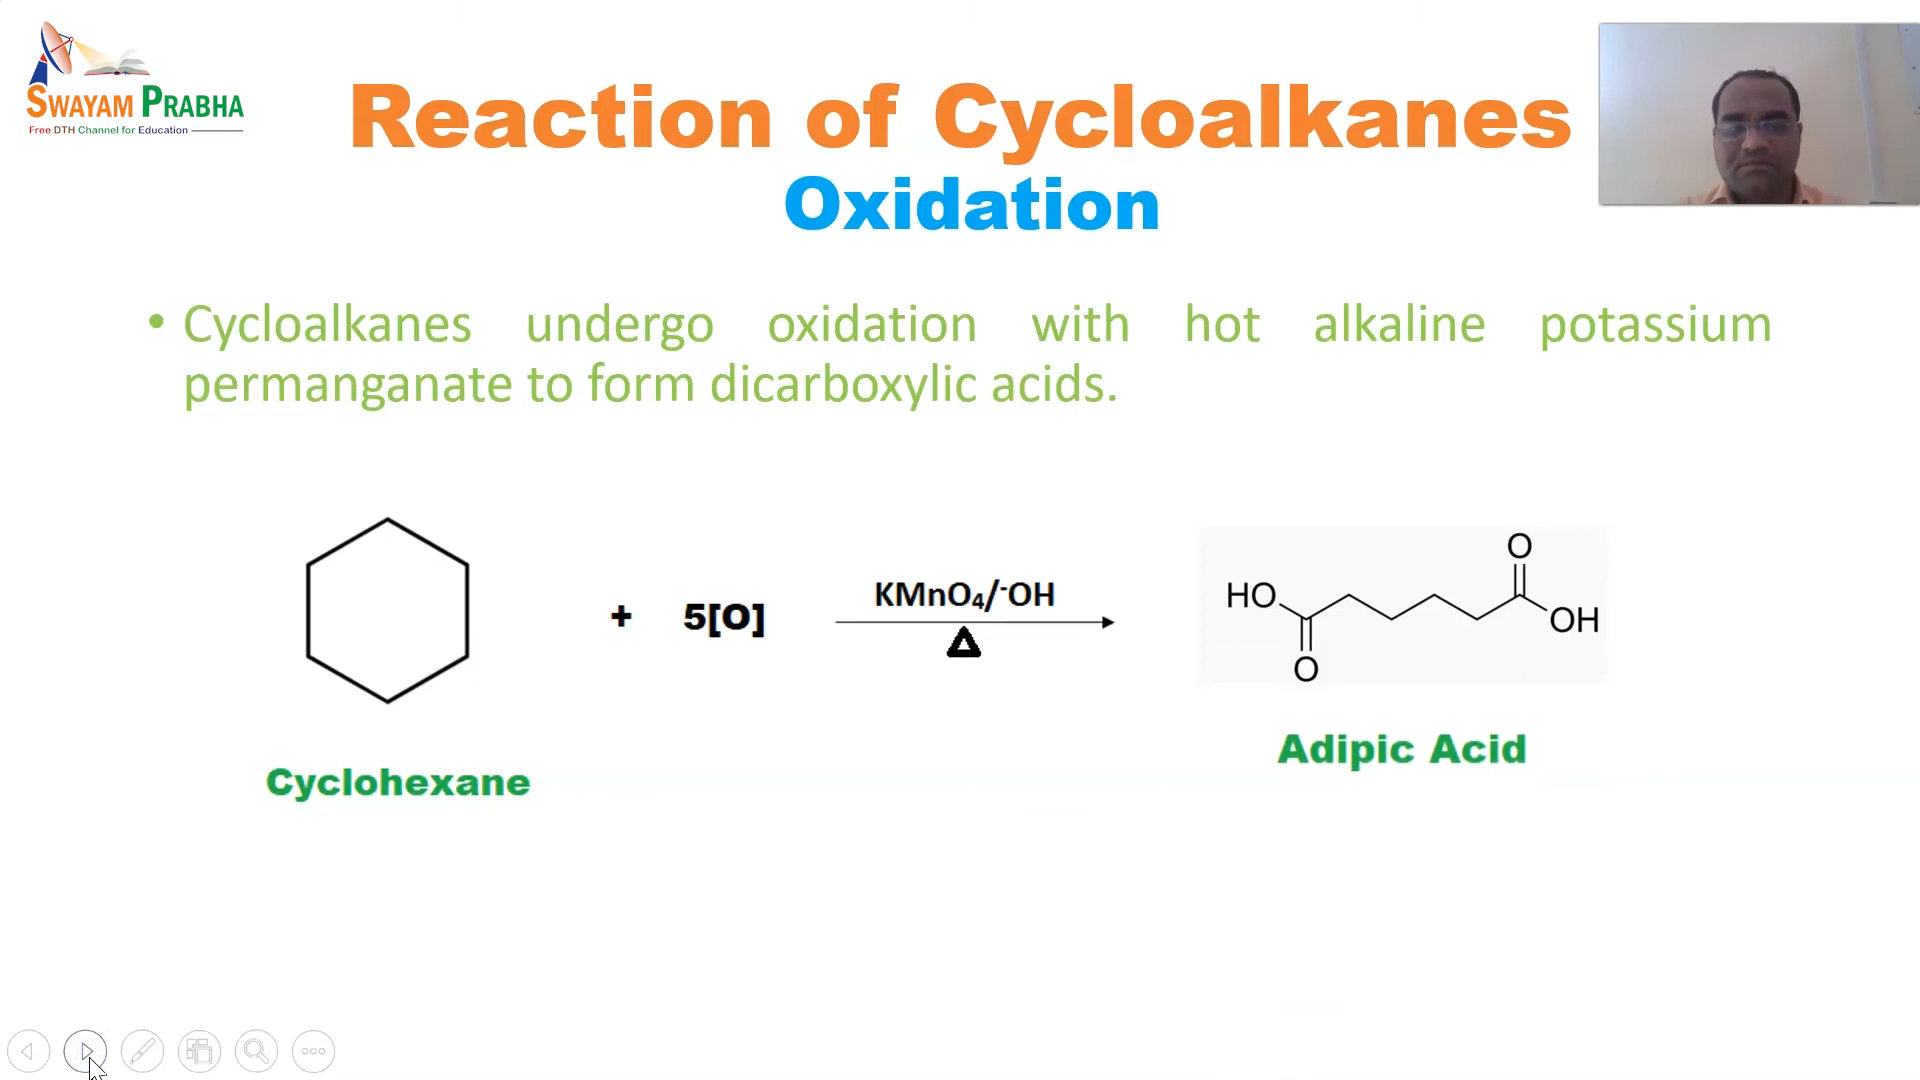 SWAYAM PRABHA
Free DTH Channel for Education
Reaction of Cycloalkanes
Oxidation
• Cycloalkanes undergo oxidation with hot alkaline potassium
permanganate to form dicarboxylic acids.
+ 5[O]
KMnO₄/⁻OH
Δ
O
HO
OH
O
Adipic Acid
Cyclohexane